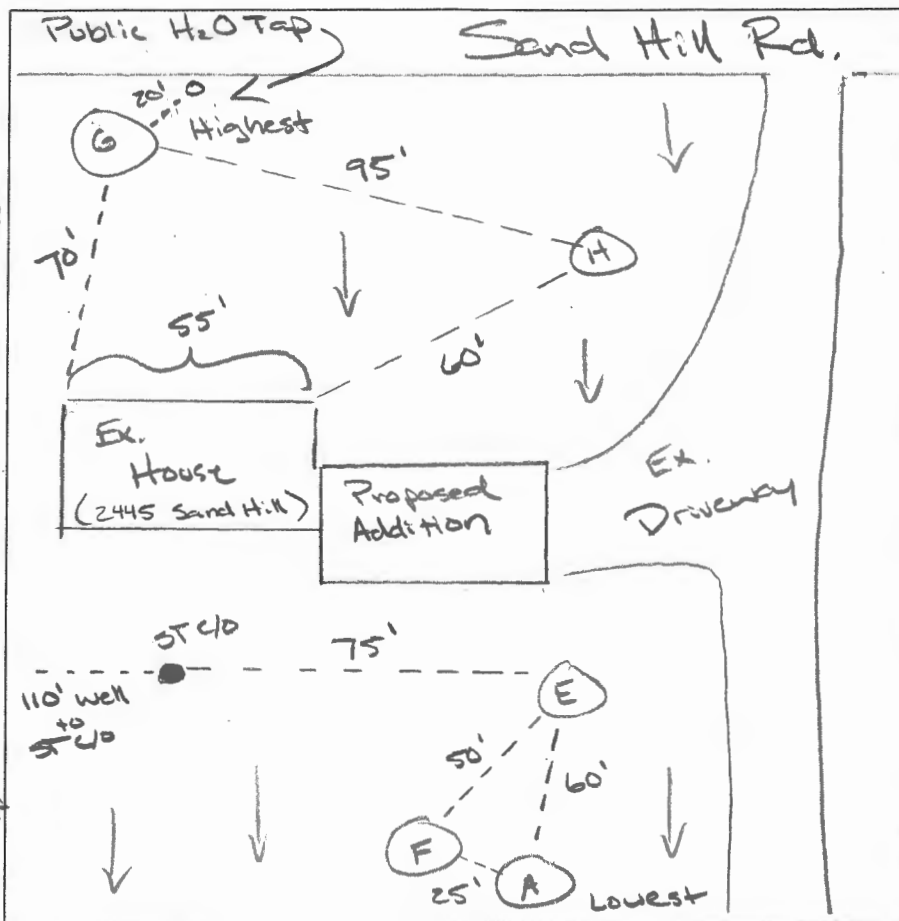 Public H2O Tap
Sand Hill Rd.
20'
G
Highest
95'
H
70'
55'
60'
Ex.
House
(2445 Sand Hill)
Proposed
Addition
Ex.
Driveway
ST C/O
75'
110' well
to
ST C/O
E
50'
60'
F
25'
A
Lowest